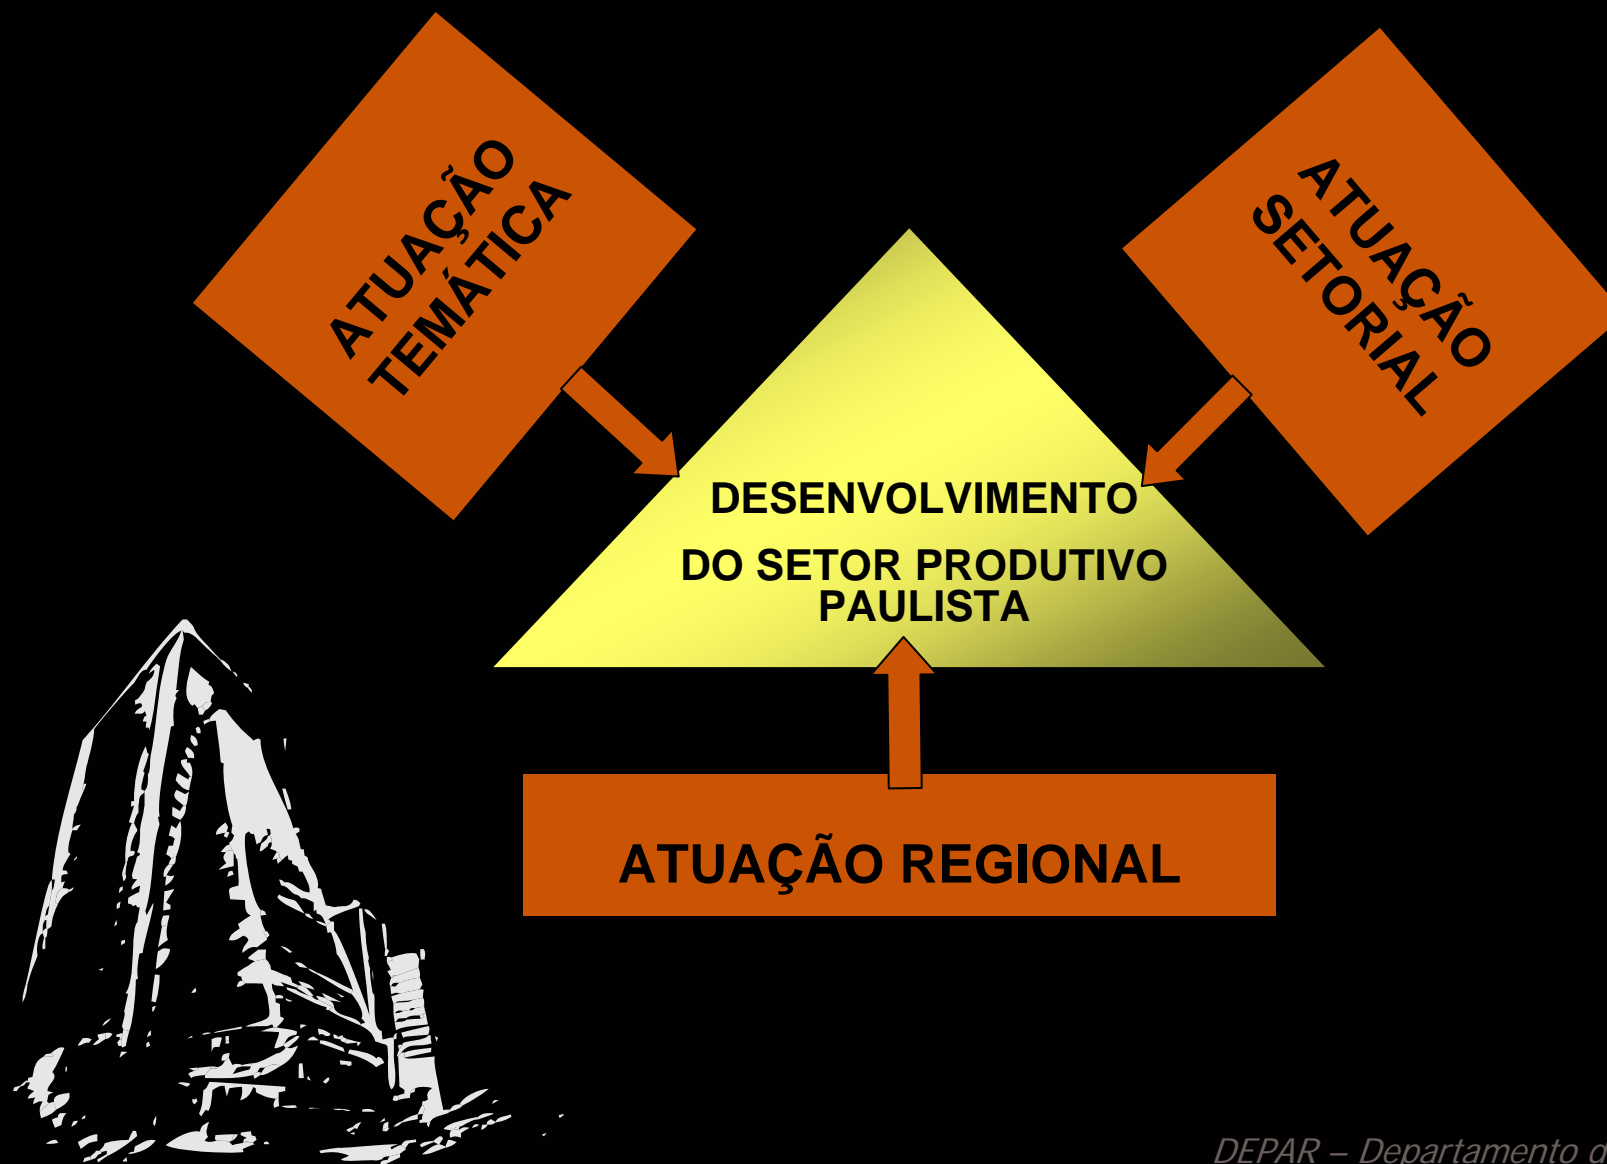 ATUAÇÃO
TEMÁTICA
ATUAÇÃO
SETORIAL
DESENVOLVIMENTO
DO SETOR PRODUTIVO
PAULISTA
ATUAÇÃO REGIONAL
DEPAR – Departamento d